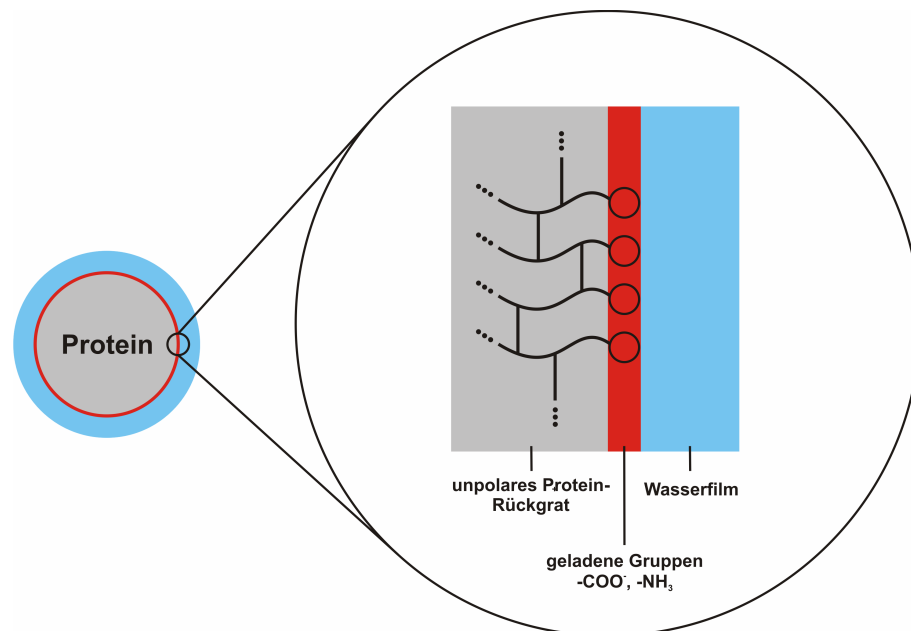 Protein
unpolares Protein-
Rückgrat
Wasserfilm
geladene Gruppen
-COO⁻, -NH₃